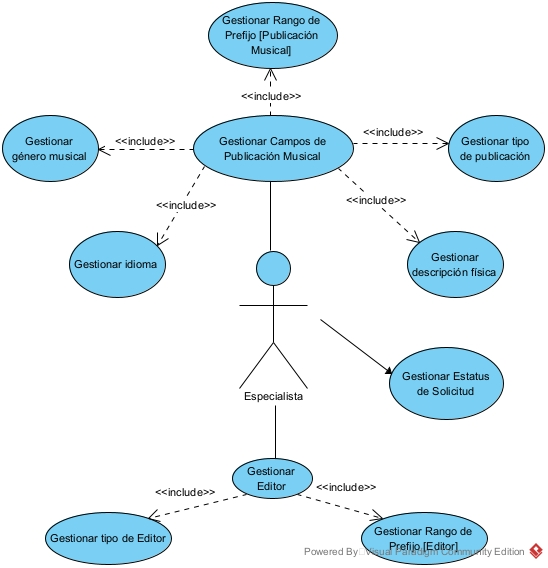 Gestionar Rango de
Prefijo [Publicación
Musical]
<<include>>
Gestionar
género musical
<<include>>
Gestionar Campos de
Publicación Musical
<<include>>
Gestionar tipo
de publicación
<<include>>
<<include>>
Gestionar idioma
Gestionar
descripción física
Gestionar Estatus
de Solicitud
Especialista
Gestionar
Editor
<<include>>
<<include>>
Gestionar tipo de Editor
Gestionar Rango de
Prefijo [Editor]
Powered By Visual Paradigm Community Edition